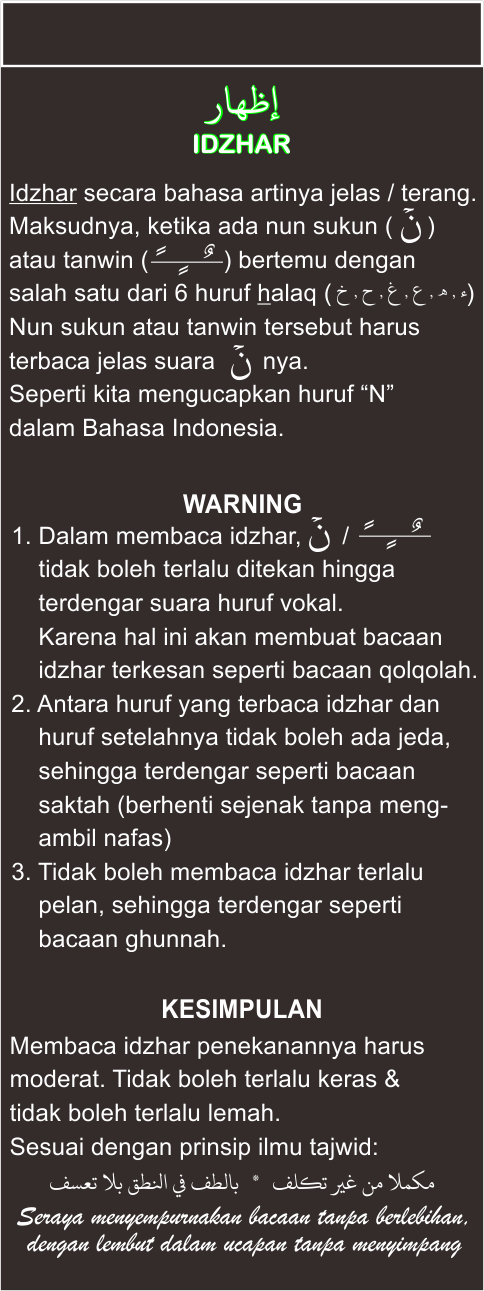 إظهار
IDZHAR
Idzhar secara bahasa artinya jelas / terang.
Maksudnya, ketika ada nun sukun ( نْ )
atau tanwin ( ـًـٍـٌ ) bertemu dengan
salah satu dari 6 huruf halaq ( ء , ﻫ , ع , غ , ح , خ )
Nun sukun atau tanwin tersebut harus
terbaca jelas suara نْ nya.
Seperti kita mengucapkan huruf “N”
dalam Bahasa Indonesia.
WARNING
1. Dalam membaca idzhar, نْ / ـًـٍـٌ
tidak boleh terlalu ditekan hingga
terdengar suara huruf vokal.
Karena hal ini akan membuat bacaan
idzhar terkesan seperti bacaan qolqolah.
2. Antara huruf yang terbaca idzhar dan
huruf setelahnya tidak boleh ada jeda,
sehingga terdengar seperti bacaan
saktah (berhenti sejenak tanpa meng-
ambil nafas)
3. Tidak boleh membaca idzhar terlalu
pelan, sehingga terdengar seperti
bacaan ghunnah.
KESIMPULAN
Membaca idzhar penekanannya harus
moderat. Tidak boleh terlalu keras &
tidak boleh terlalu lemah.
Sesuai dengan prinsip ilmu tajwid:
مكملا من غير تكلف * بالطف في النطق بلا تعسف
Seraya menyempurnakan bacaan tanpa berlebihan,
dengan lembut dalam ucapan tanpa menyimpang